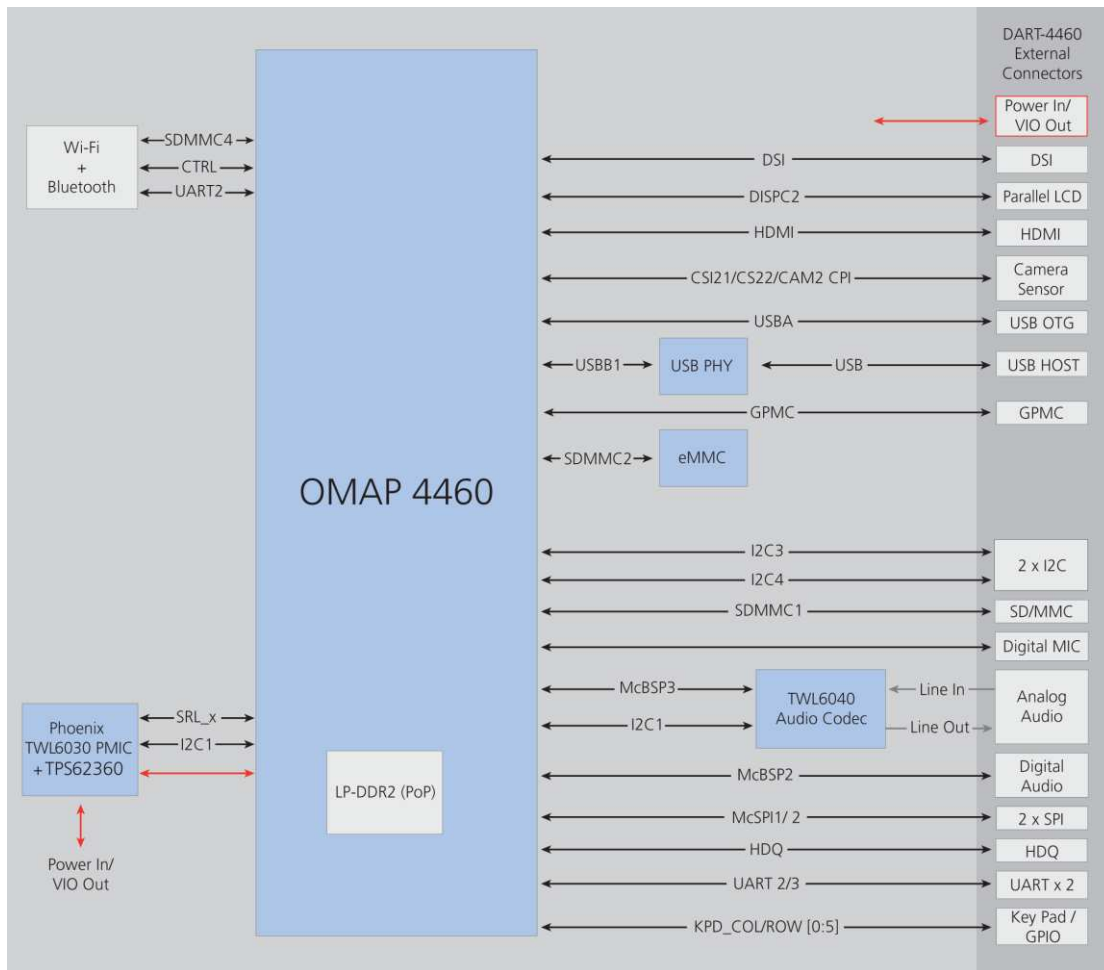 DART-4460
External
Connectors
Power In/
VIO Out
Wi-Fi
+
Bluetooth
SDMMC4
CTRL
UART2
DSI
DSI
DISPC2
Parallel LCD
HDMI
HDMI
CSI21/CS22/CAM2 CPI
Camera
Sensor
USBA
USB OTG
USBB1
USB PHY
USB
USB HOST
GPMC
GPMC
SDMMC2
eMMC
OMAP 4460
I2C3
I2C4
2 x I2C
SDMMC1
SD/MMC
Digital MIC
McBSP3
I2C1
TWL6040
Audio Codec
Line In
Line Out
Analog
Audio
Phoenix
TWL6030 PMIC
+ TPS62360
SRL_x
I2C1
Power In/
VIO Out
LP-DDR2 (PoP)
McBSP2
Digital
Audio
McSPI1/ 2
2 x SPI
HDQ
HDQ
UART 2/3
UART x 2
KPD_COL/ROW [0:5]
Key Pad /
GPIO